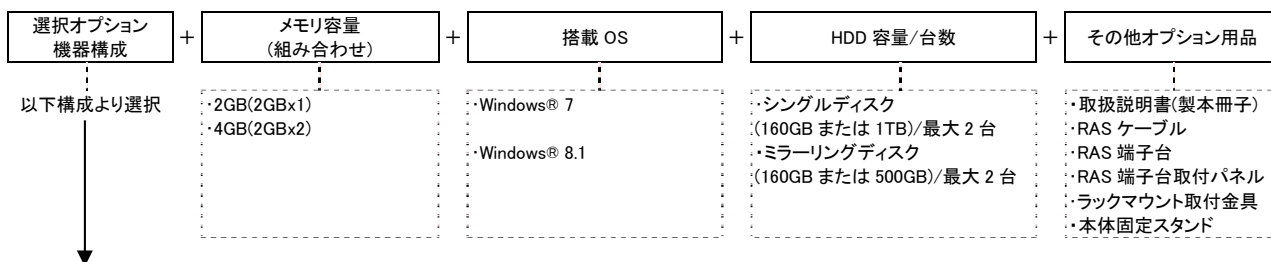 選択オプション
機器構成
+
メモリ容量
(組み合わせ)
+
搭載 OS
+
HDD 容量/台数
+
その他オプション用品
以下構成より選択
・2GB(2GBx1)
・4GB(2GBx2)
・Windows® 7
・Windows® 8.1
・シングルディスク
(160GB または 1TB)/最大 2 台
・ミラーリングディスク
(160GB または 500GB)/最大 2 台
・取扱説明書(製本冊子)
・RAS ケーブル
・RAS 端子台
・RAS 端子台取付パネル
・ラックマウント取付金具
・本体固定スタンド